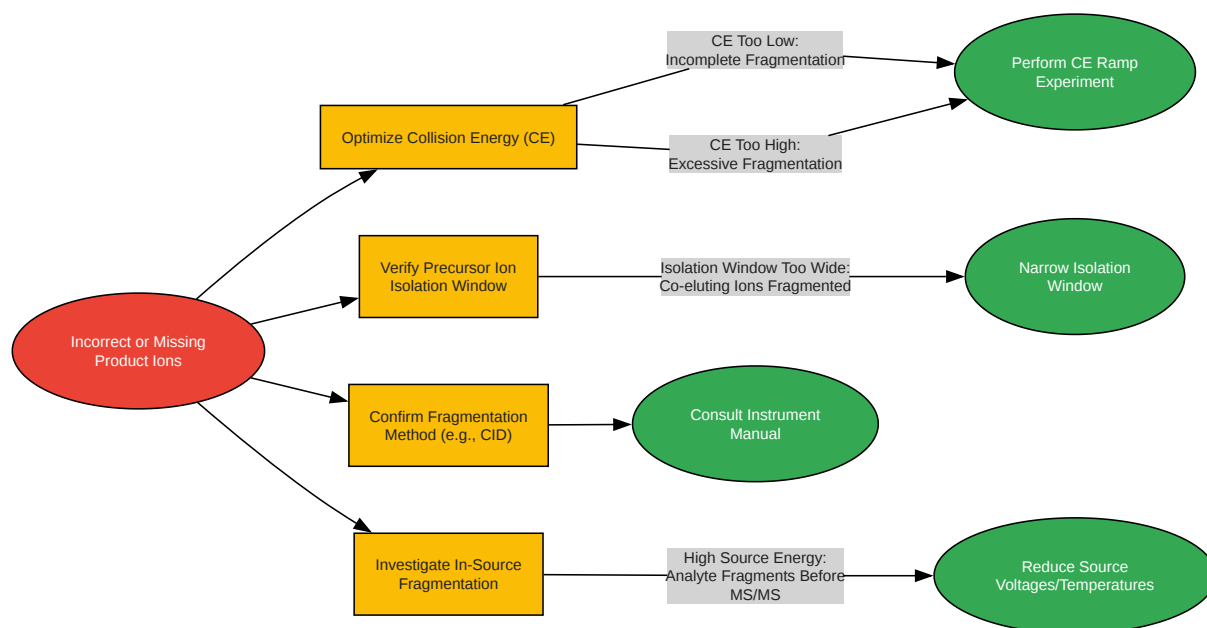 CE Too Low:
Incomplete Fragmentation
Perform CE Ramp
Experiment
Optimize Collision Energy (CE)
CE Too High:
Excessive Fragmentation
Verify Precursor Ion
Isolation Window
Isolation Window Too Wide:
Co-eluting Ions Fragmented
Narrow Isolation
Window
Incorrect or Missing
Product Ions
Confirm Fragmentation
Method (e.g., CID)
Consult Instrument
Manual
Investigate In-Source
Fragmentation
High Source Energy:
Analyte Fragments Before
MS/MS
Reduce Source
Voltages/Temperatures